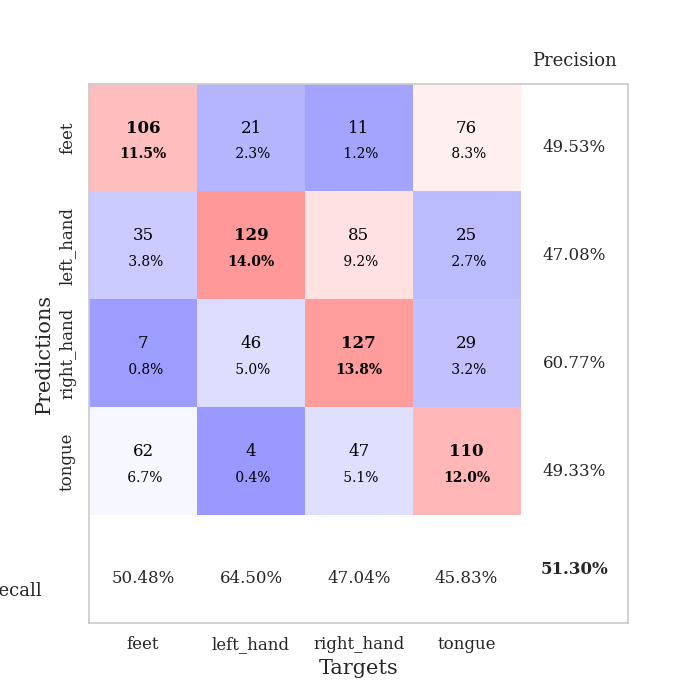 Precision
feet
106 21 11 76
11.5% 2.3% 1.2% 8.3%
49.53%
left_hand
35 129 85 25
3.8% 14.0% 9.2% 2.7%
47.08%
Predictions
right_hand
7 46 127 29
0.8% 5.0% 13.8% 3.2%
60.77%
tongue
62 4 47 110
6.7% 0.4% 5.1% 12.0%
49.33%
ecall
50.48% 64.50% 47.04% 45.83%
51.30%
feet left_hand right_hand tongue
Targets